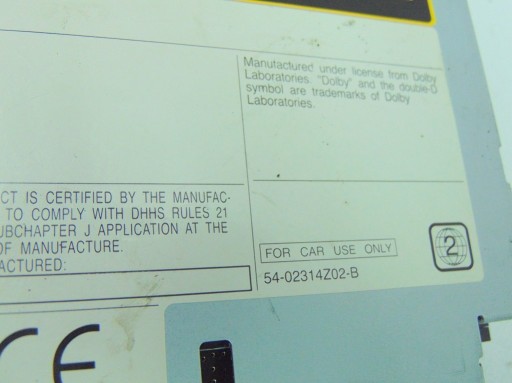 Manufactured under license from Dolby
Laboratories. "Dolby" and the double-D
symbol are trademarks of Dolby
Laboratories.
CT IS CERTIFIED BY THE MANUFAC-
TO COMPLY WITH DHHS RULES 21
UBCHAPTER J APPLICATION AT THE
OF MANUFACTURE.
ACTURED:
FOR CAR USE ONLY
2
54-02314Z02-B
CE